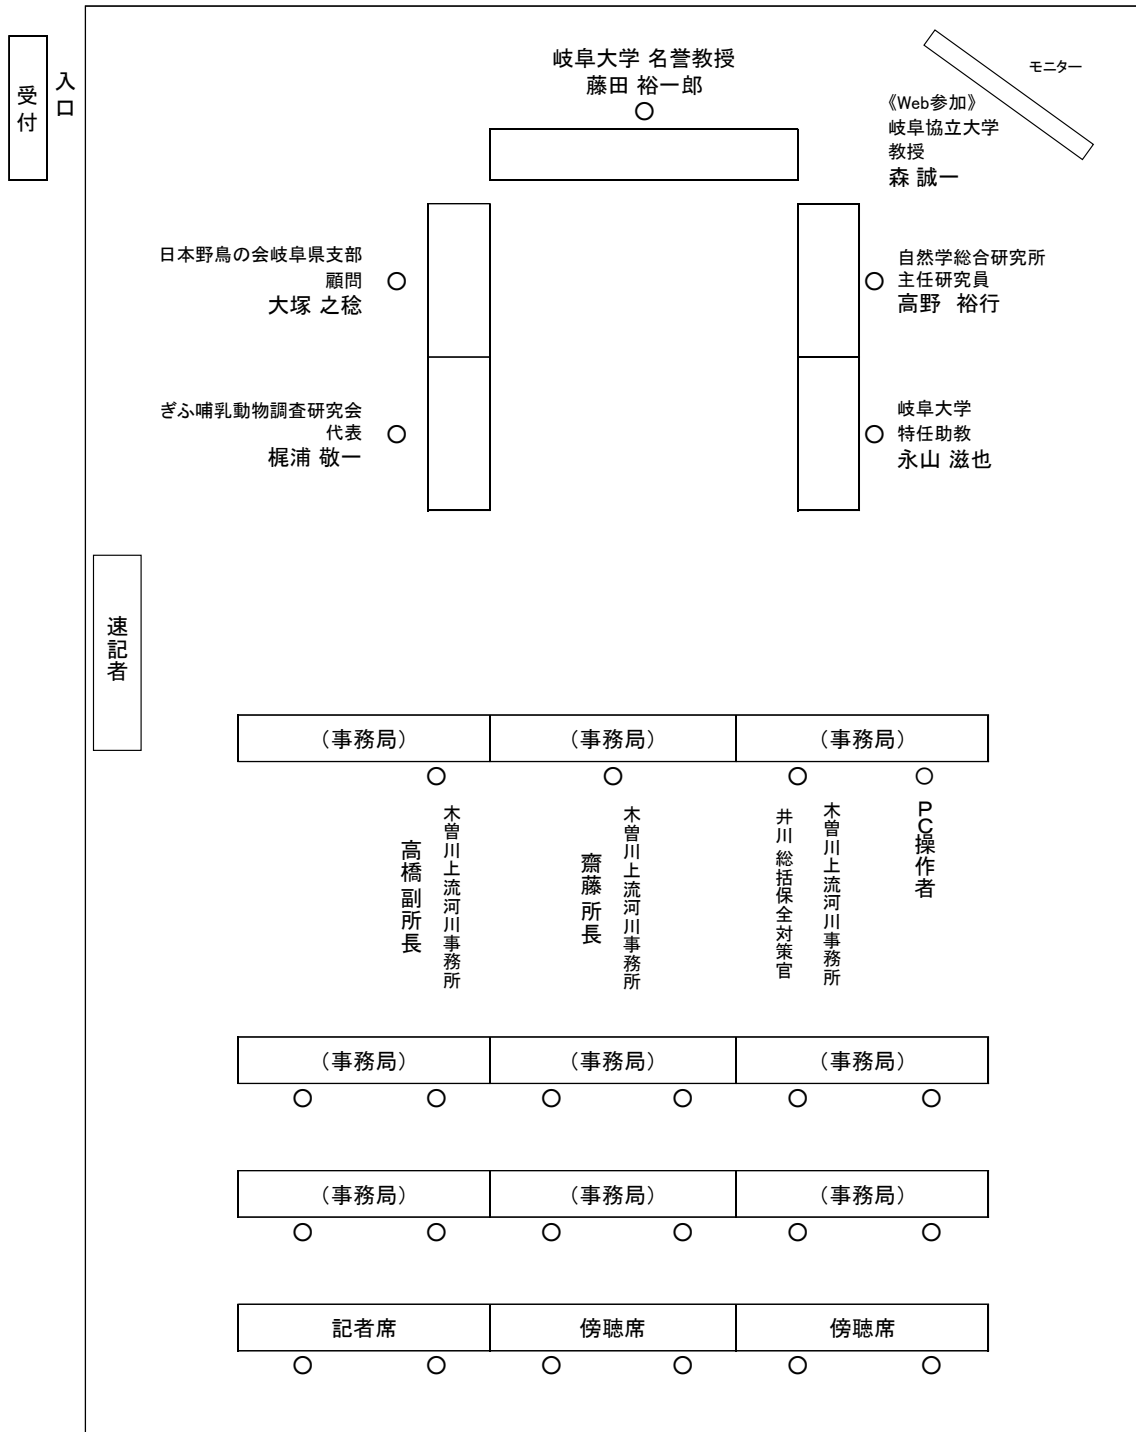 受付
入口
岐阜大学 名誉教授
藤田 裕一郎
モニター
《Web参加》
岐阜協立大学
教授
森 誠一
日本野鳥の会岐阜県支部
顧問
大塚 之稔
自然学総合研究所
主任研究員
高野 裕行
ぎふ哺乳動物調査研究会
代表
梶浦 敬一
岐阜大学
特任助教
永山 滋也
速記者
（事務局）
（事務局）
（事務局）
木曽川上流河川事務所
高橋 副所長
木曽川上流河川事務所
齋藤 所長
木曽川上流河川事務所
井川 総括保全対策官
PC操作者
（事務局）
（事務局）
（事務局）
（事務局）
（事務局）
（事務局）
記者席
傍聴席
傍聴席